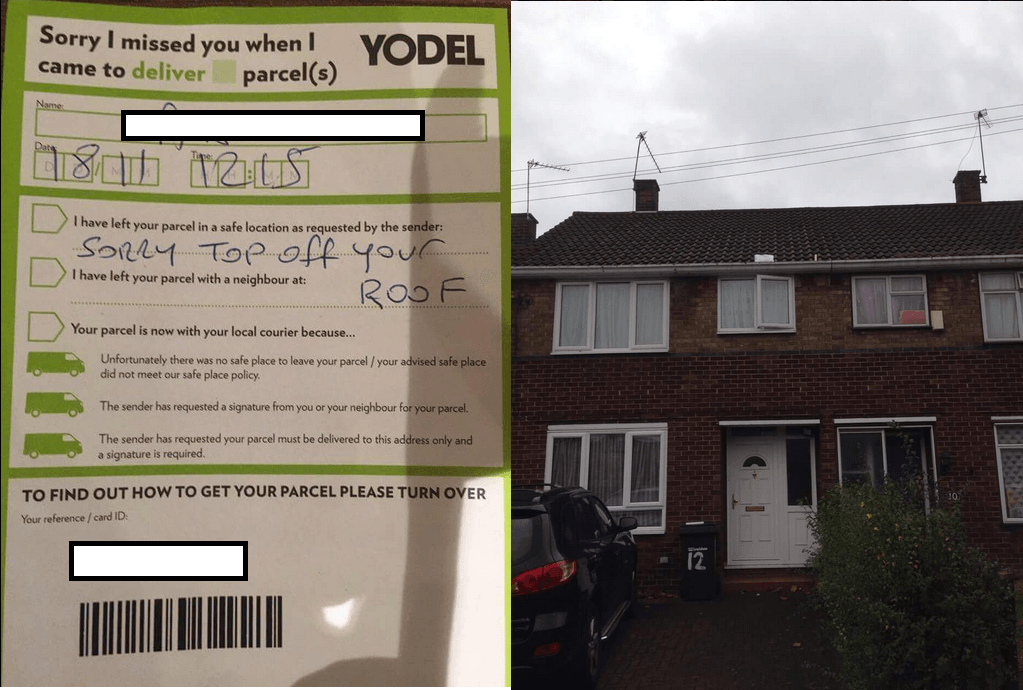 Sorry I missed you when I
came to deliver parcel(s)
YODEL
Name:
Date: Time:
18/11 12:15
I have left your parcel in a safe location as requested by the sender:
SORRY TOP OFF YOUR
I have left your parcel with a neighbour at:
ROOF
Your parcel is now with your local courier because...
Unfortunately there was no safe place to leave your parcel / your advised safe place
did not meet our safe place policy.
The sender has requested a signature from you or your neighbour for your parcel.
The sender has requested your parcel must be delivered to this address only and
a signature is required.
TO FIND OUT HOW TO GET YOUR PARCEL PLEASE TURN OVER
Your reference / card ID:
12
10